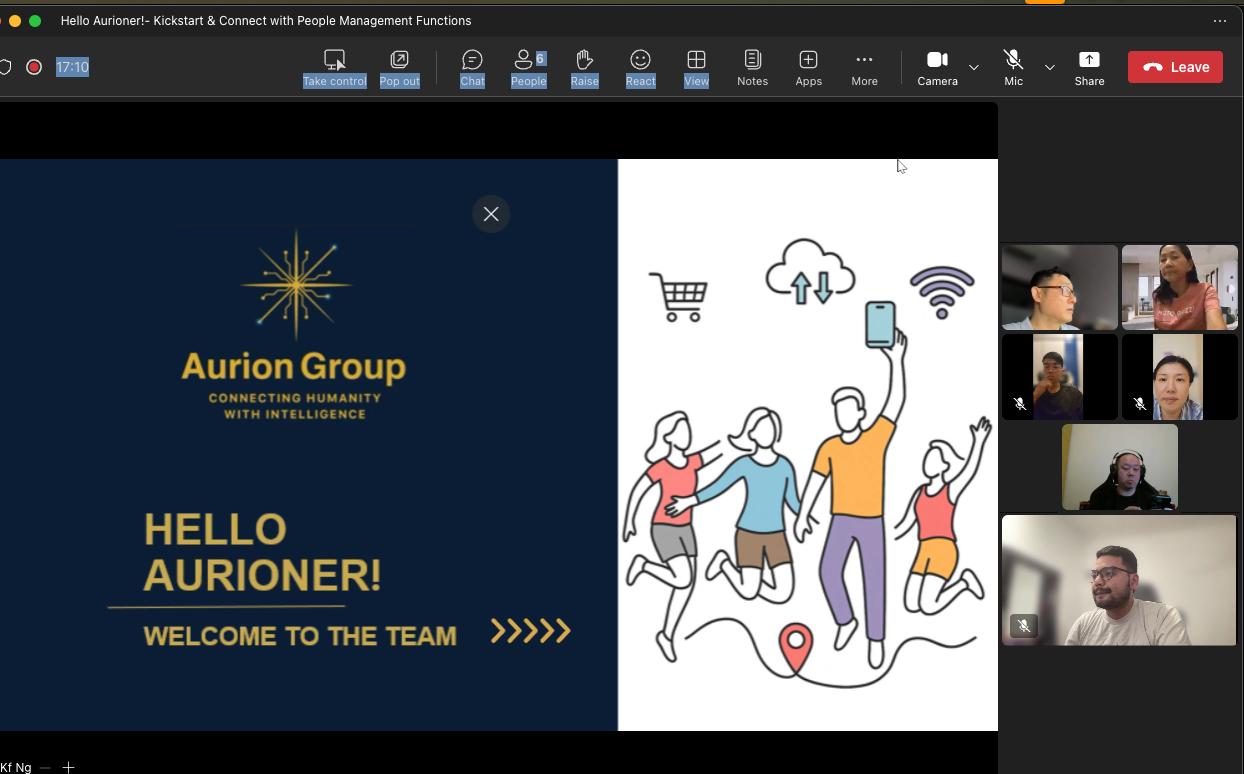 Hello Aurioner!- Kickstart & Connect with People Management Functions
17:10
Take control
Pop out
Chat
6
People
Raise
React
View
Notes
Apps
More
Camera
Mic
Share
Leave
Aurion Group
CONNECTING HUMANITY
WITH INTELLIGENCE
HELLO
AURIONER!
WELCOME TO THE TEAM
Kf Ng